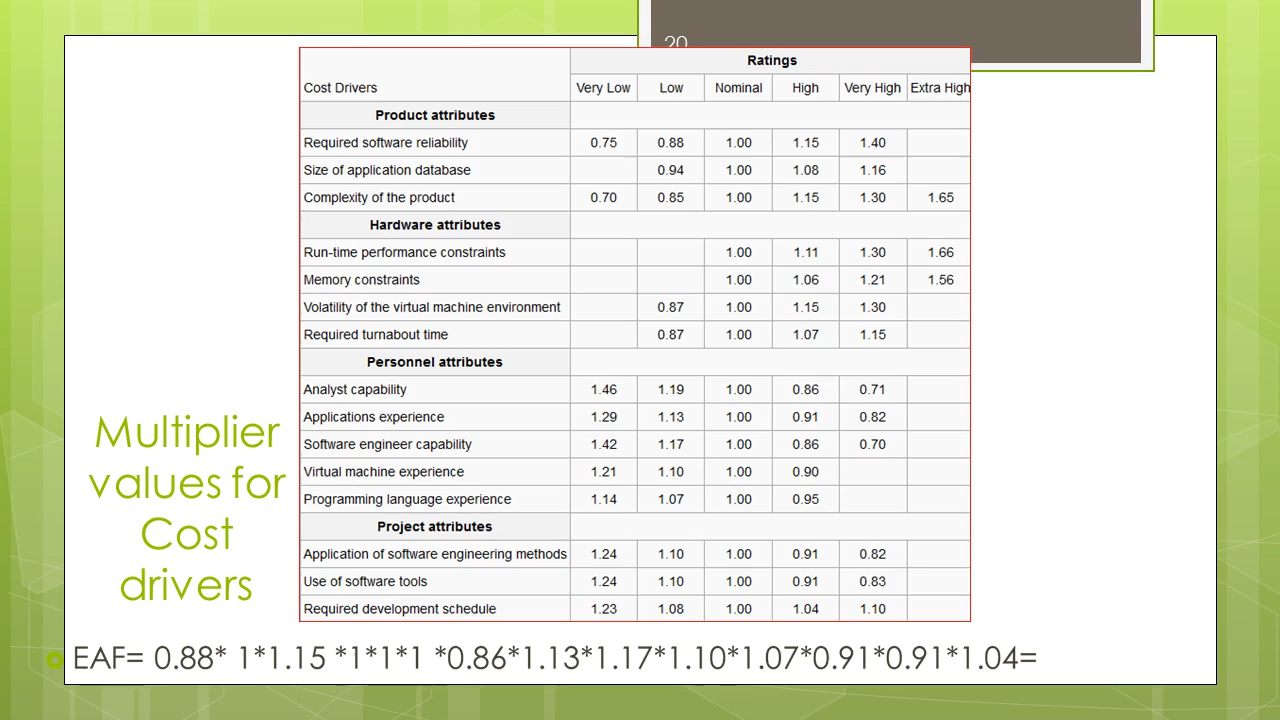 20
Ratings
Cost Drivers Very Low Low Nominal High Very High Extra High
Product attributes
Required software reliability 0.75 0.88 1.00 1.15 1.40
Size of application database 0.94 1.00 1.08 1.16
Complexity of the product 0.70 0.85 1.00 1.15 1.30 1.65
Hardware attributes
Run-time performance constraints 1.00 1.11 1.30 1.66
Memory constraints 1.00 1.06 1.21 1.56
Volatility of the virtual machine environment 0.87 1.00 1.15 1.30
Required turnabout time 0.87 1.00 1.07 1.15
Personnel attributes
Analyst capability 1.46 1.19 1.00 0.86 0.71
Applications experience 1.29 1.13 1.00 0.91 0.82
Software engineer capability 1.42 1.17 1.00 0.86 0.70
Virtual machine experience 1.21 1.10 1.00 0.90
Programming language experience 1.14 1.07 1.00 0.95
Project attributes
Application of software engineering methods 1.24 1.10 1.00 0.91 0.82
Use of software tools 1.24 1.10 1.00 0.91 0.83
Required development schedule 1.23 1.08 1.00 1.04 1.10
Multiplier
values for
Cost
drivers
EAF= 0.88* 1*1.15 *1*1*1 *0.86*1.13*1.17*1.10*1.07*0.91*0.91*1.04=